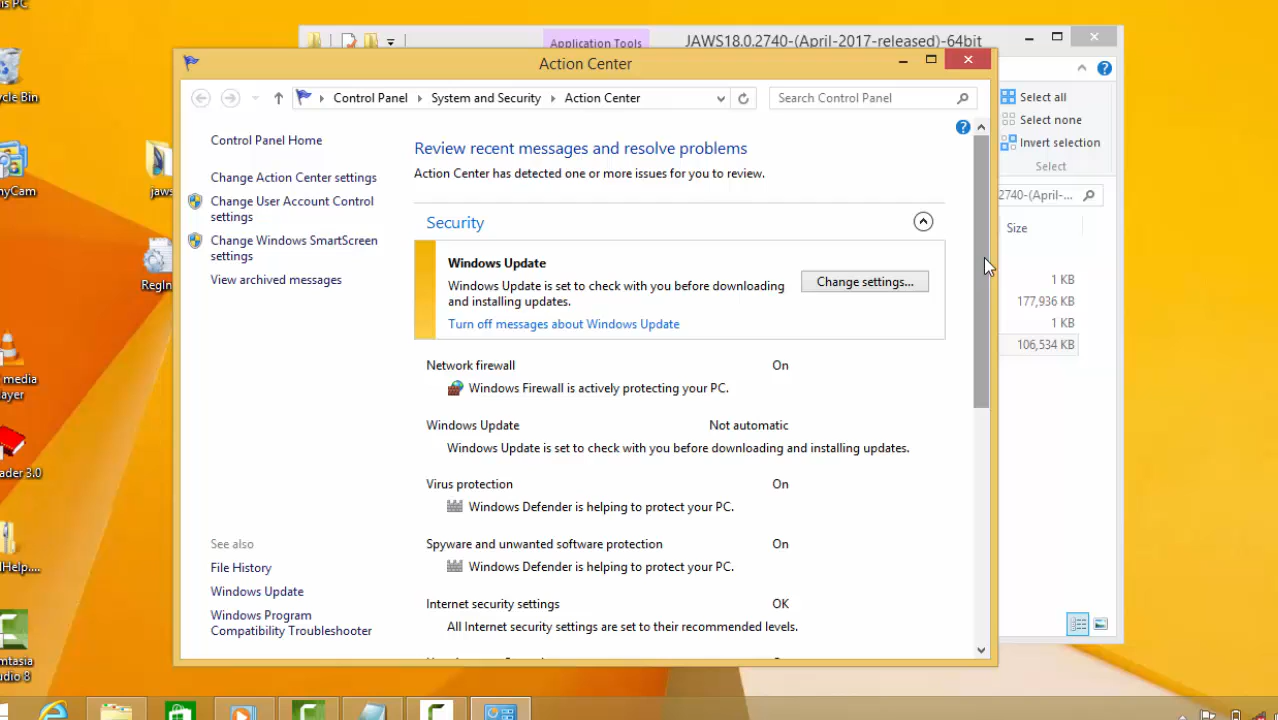 is PC
Application Tools
JAWS18.0.2740-(April-2017-released)-64bit
Action Center
Control Panel
System and Security
Action Center
Search Control Panel
Select all
Select none
Invert selection
Select
2740-(April-...
Size
1 KB
177,936 KB
1 KB
106,534 KB
cle Bin
nyCam
jaws
RegIn
media
ayer
ader 3.0
Help....
mtasia
udio 8
Control Panel Home
Change Action Center settings
Change User Account Control
settings
Change Windows SmartScreen
settings
View archived messages
See also
File History
Windows Update
Windows Program
Compatibility Troubleshooter
Review recent messages and resolve problems
Action Center has detected one or more issues for you to review.
Security
Windows Update
Windows Update is set to check with you before downloading
and installing updates.
Change settings...
Turn off messages about Windows Update
Network firewall On
Windows Firewall is actively protecting your PC.
Windows Update Not automatic
Windows Update is set to check with you before downloading and installing updates.
Virus protection On
Windows Defender is helping to protect your PC.
Spyware and unwanted software protection On
Windows Defender is helping to protect your PC.
Internet security settings OK
All Internet security settings are set to their recommended levels.